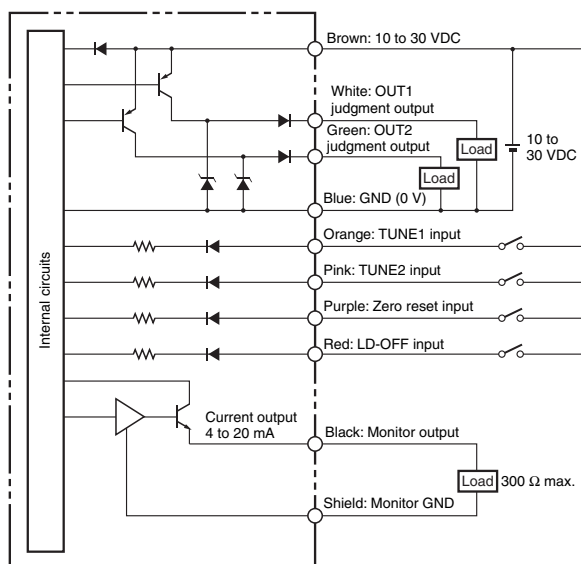 Internal circuits
Brown: 10 to 30 VDC
White: OUT1
judgment output
Green: OUT2
judgment output
Load
Load
10 to
30 VDC
Blue: GND (0 V)
Orange: TUNE1 input
Pink: TUNE2 input
Purple: Zero reset input
Red: LD-OFF input
Current output
4 to 20 mA
Black: Monitor output
Load
300 Ω max.
Shield: Monitor GND